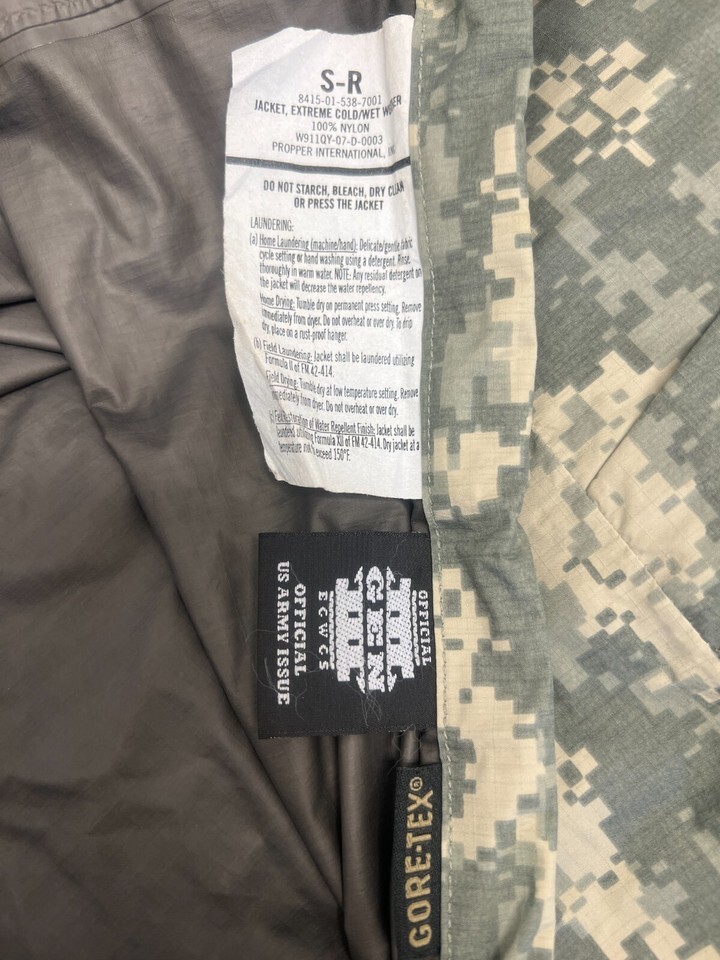 S-R
8415-01-538-7001
JACKET, EXTREME COLD/WET
100% NYLON
W911QY-07-D-0003
PROPPER INTERNATIONAL,
DO NOT STARCH, BLEACH, DRY CLEAN
OR PRESS THE JACKET
LAUNDERING:
(a) Home Laundering (machine/hand): Delicate/gentle fabric
cycle setting or hand washing using a detergent. Rinse
thoroughly in warm water. NOTE: Any residual detergent on
the jacket will decrease the water repellency.
Home Drying: Tumble dry on permanent press setting. Remove
immediately from dryer. Do not overheat or over dry. To drip
dry, place on a rust-proof hanger.
(b) Field Laundering: Jacket shall be laundered utilizing
Formula II of FM 42-414.
Field Drying: Tumble dry at low temperature setting. Remove
immediately from dryer. Do not overheat or over dry.
of Water Repellent Finish: Jacket shall be
Formula XII of FM 42-414. Dry jacket at a
temperature exceed 150°F.
OFFICIAL
GEN III
ECWCS
OFFICIAL
US ARMY ISSUE
GORE-TEX®